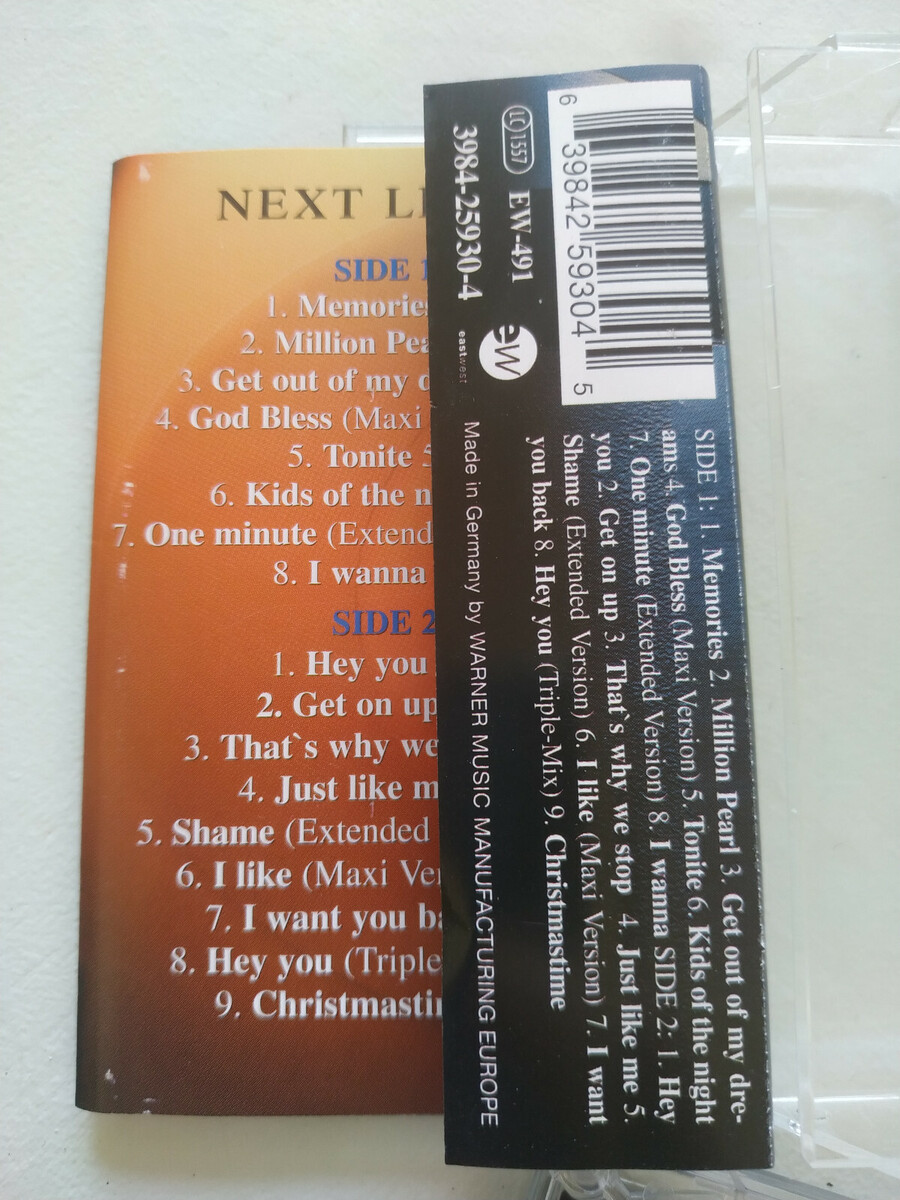 NEXT LI
SIDE 1
1. Memories
2. Million Pea
3. Get out of my d
4. God Bless (Maxi
5. Tonite 5
6. Kids of the n
7. One minute (Extend
8. I wanna
SIDE 2
1. Hey you
2. Get on up
3. That`s why we
4. Just like m
5. Shame (Extended
6. I like (Maxi Ver
7. I want you ba
8. Hey you (Triple
9. Christmastin
6 39842 59304 5
LC 1557 EW-491
3984-25930-4
ew
eastwest
SIDE 1: 1. Memories 2. Million Pearl 3. Get out of my dre-
ams 4. God Bless (Maxi Version) 5. Tonite 6. Kids of the night
7. One minute (Extended Version) 8. I wanna SIDE 2: 1. Hey
you 2. Get on up 3. That`s why we stop 4. Just like me 5.
Shame (Extended Version) 6. I like (Maxi Version) 7. I want
you back 8. Hey you (Triple-Mix) 9. Christmastime
Made in Germany by WARNER MUSIC MANUFACTURING EUROPE